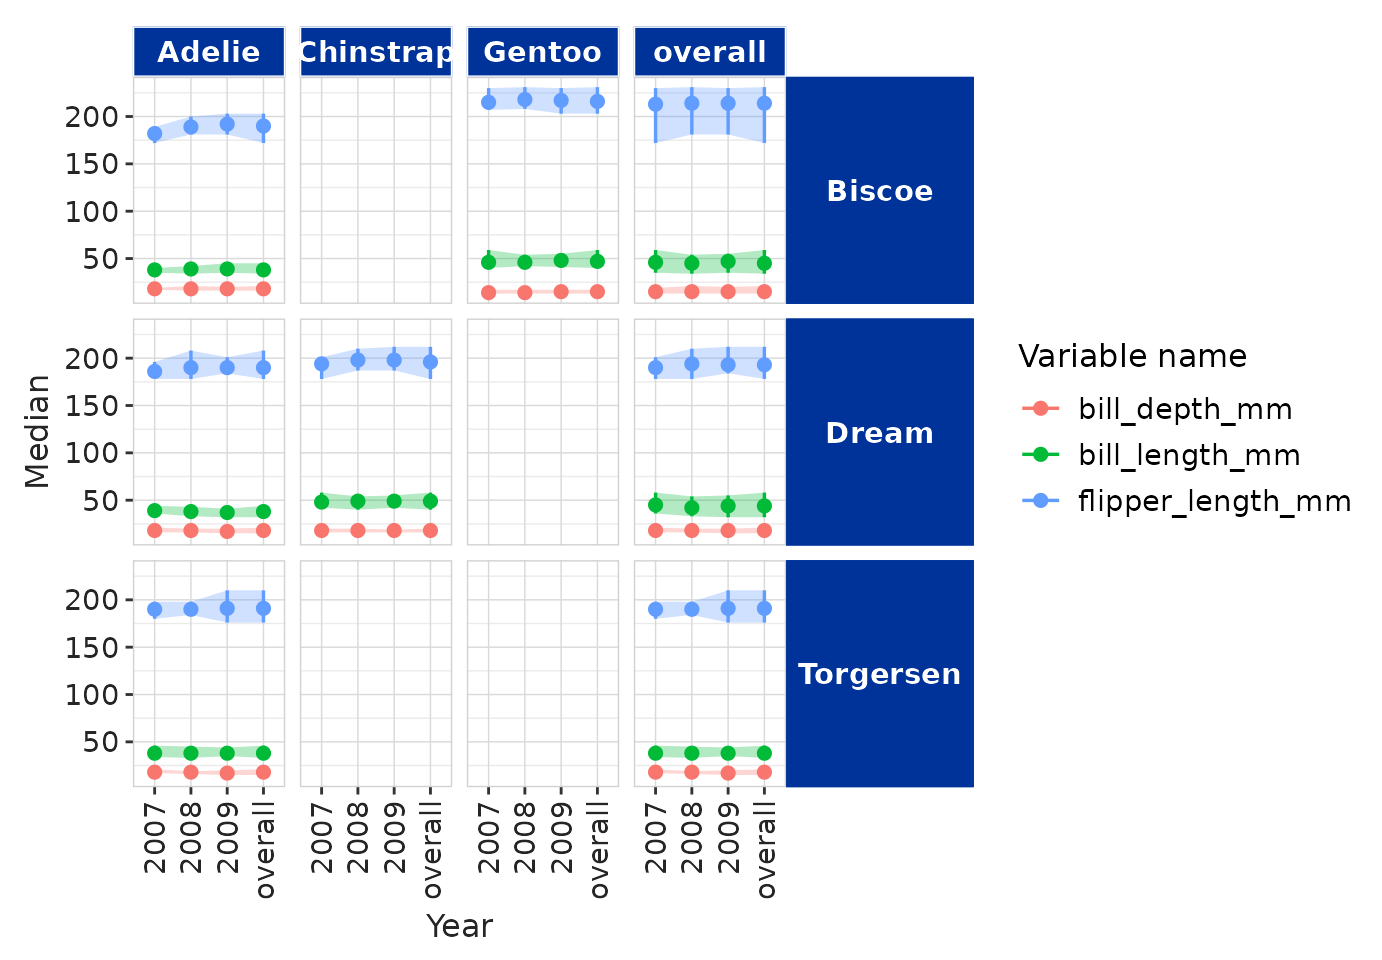 Adelie Chinstrap Gentoo overall
200
150
100
50
Biscoe
200
150
100
50
Dream
200
150
100
50
Torgersen
Median
2007 2008 2009 overall 2007 2008 2009 overall 2007 2008 2009 overall 2007 2008 2009 overall
Year
Variable name
bill_depth_mm
bill_length_mm
flipper_length_mm